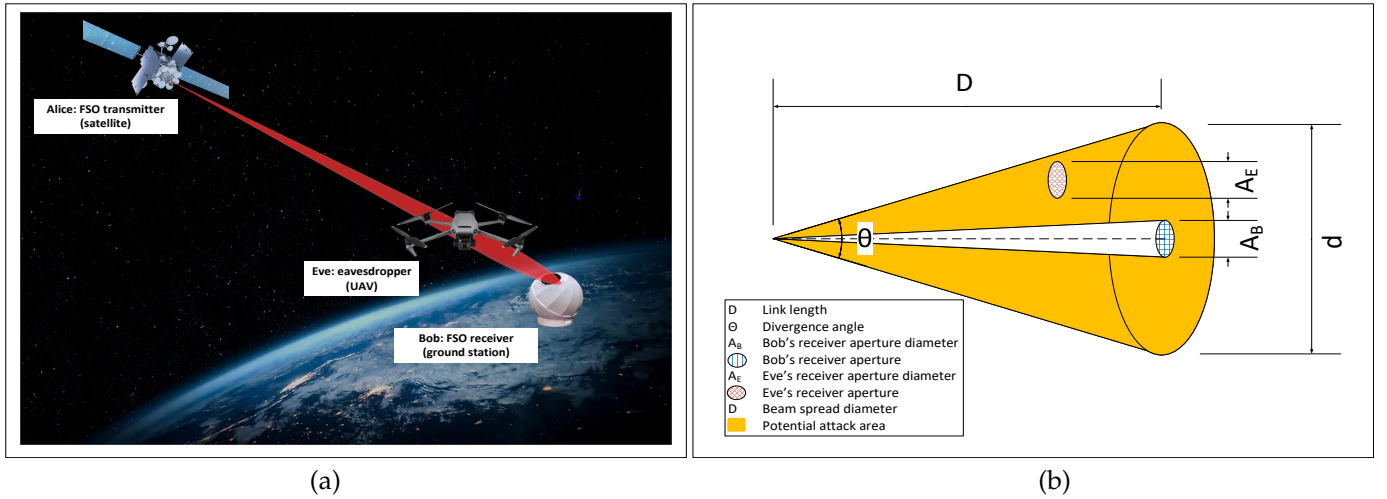 Alice: FSO transmitter
(satellite)
Eve: eavesdropper
(UAV)
Bob: FSO receiver
(ground station)
(a)
D
Θ
A_E
A_B
d
D Link length
Θ Divergence angle
A_B Bob's receiver aperture diameter
Bob's receiver aperture
A_E Eve's receiver aperture diameter
Eve's receiver aperture
D Beam spread diameter
Potential attack area
(b)